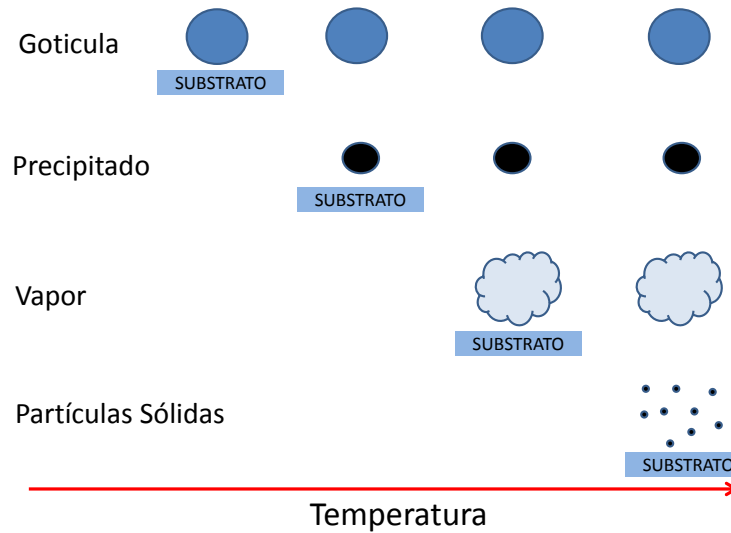 Goticula
SUBSTRATO
Precipitado
SUBSTRATO
Vapor
SUBSTRATO
Partículas Sólidas
SUBSTRATO
Temperatura